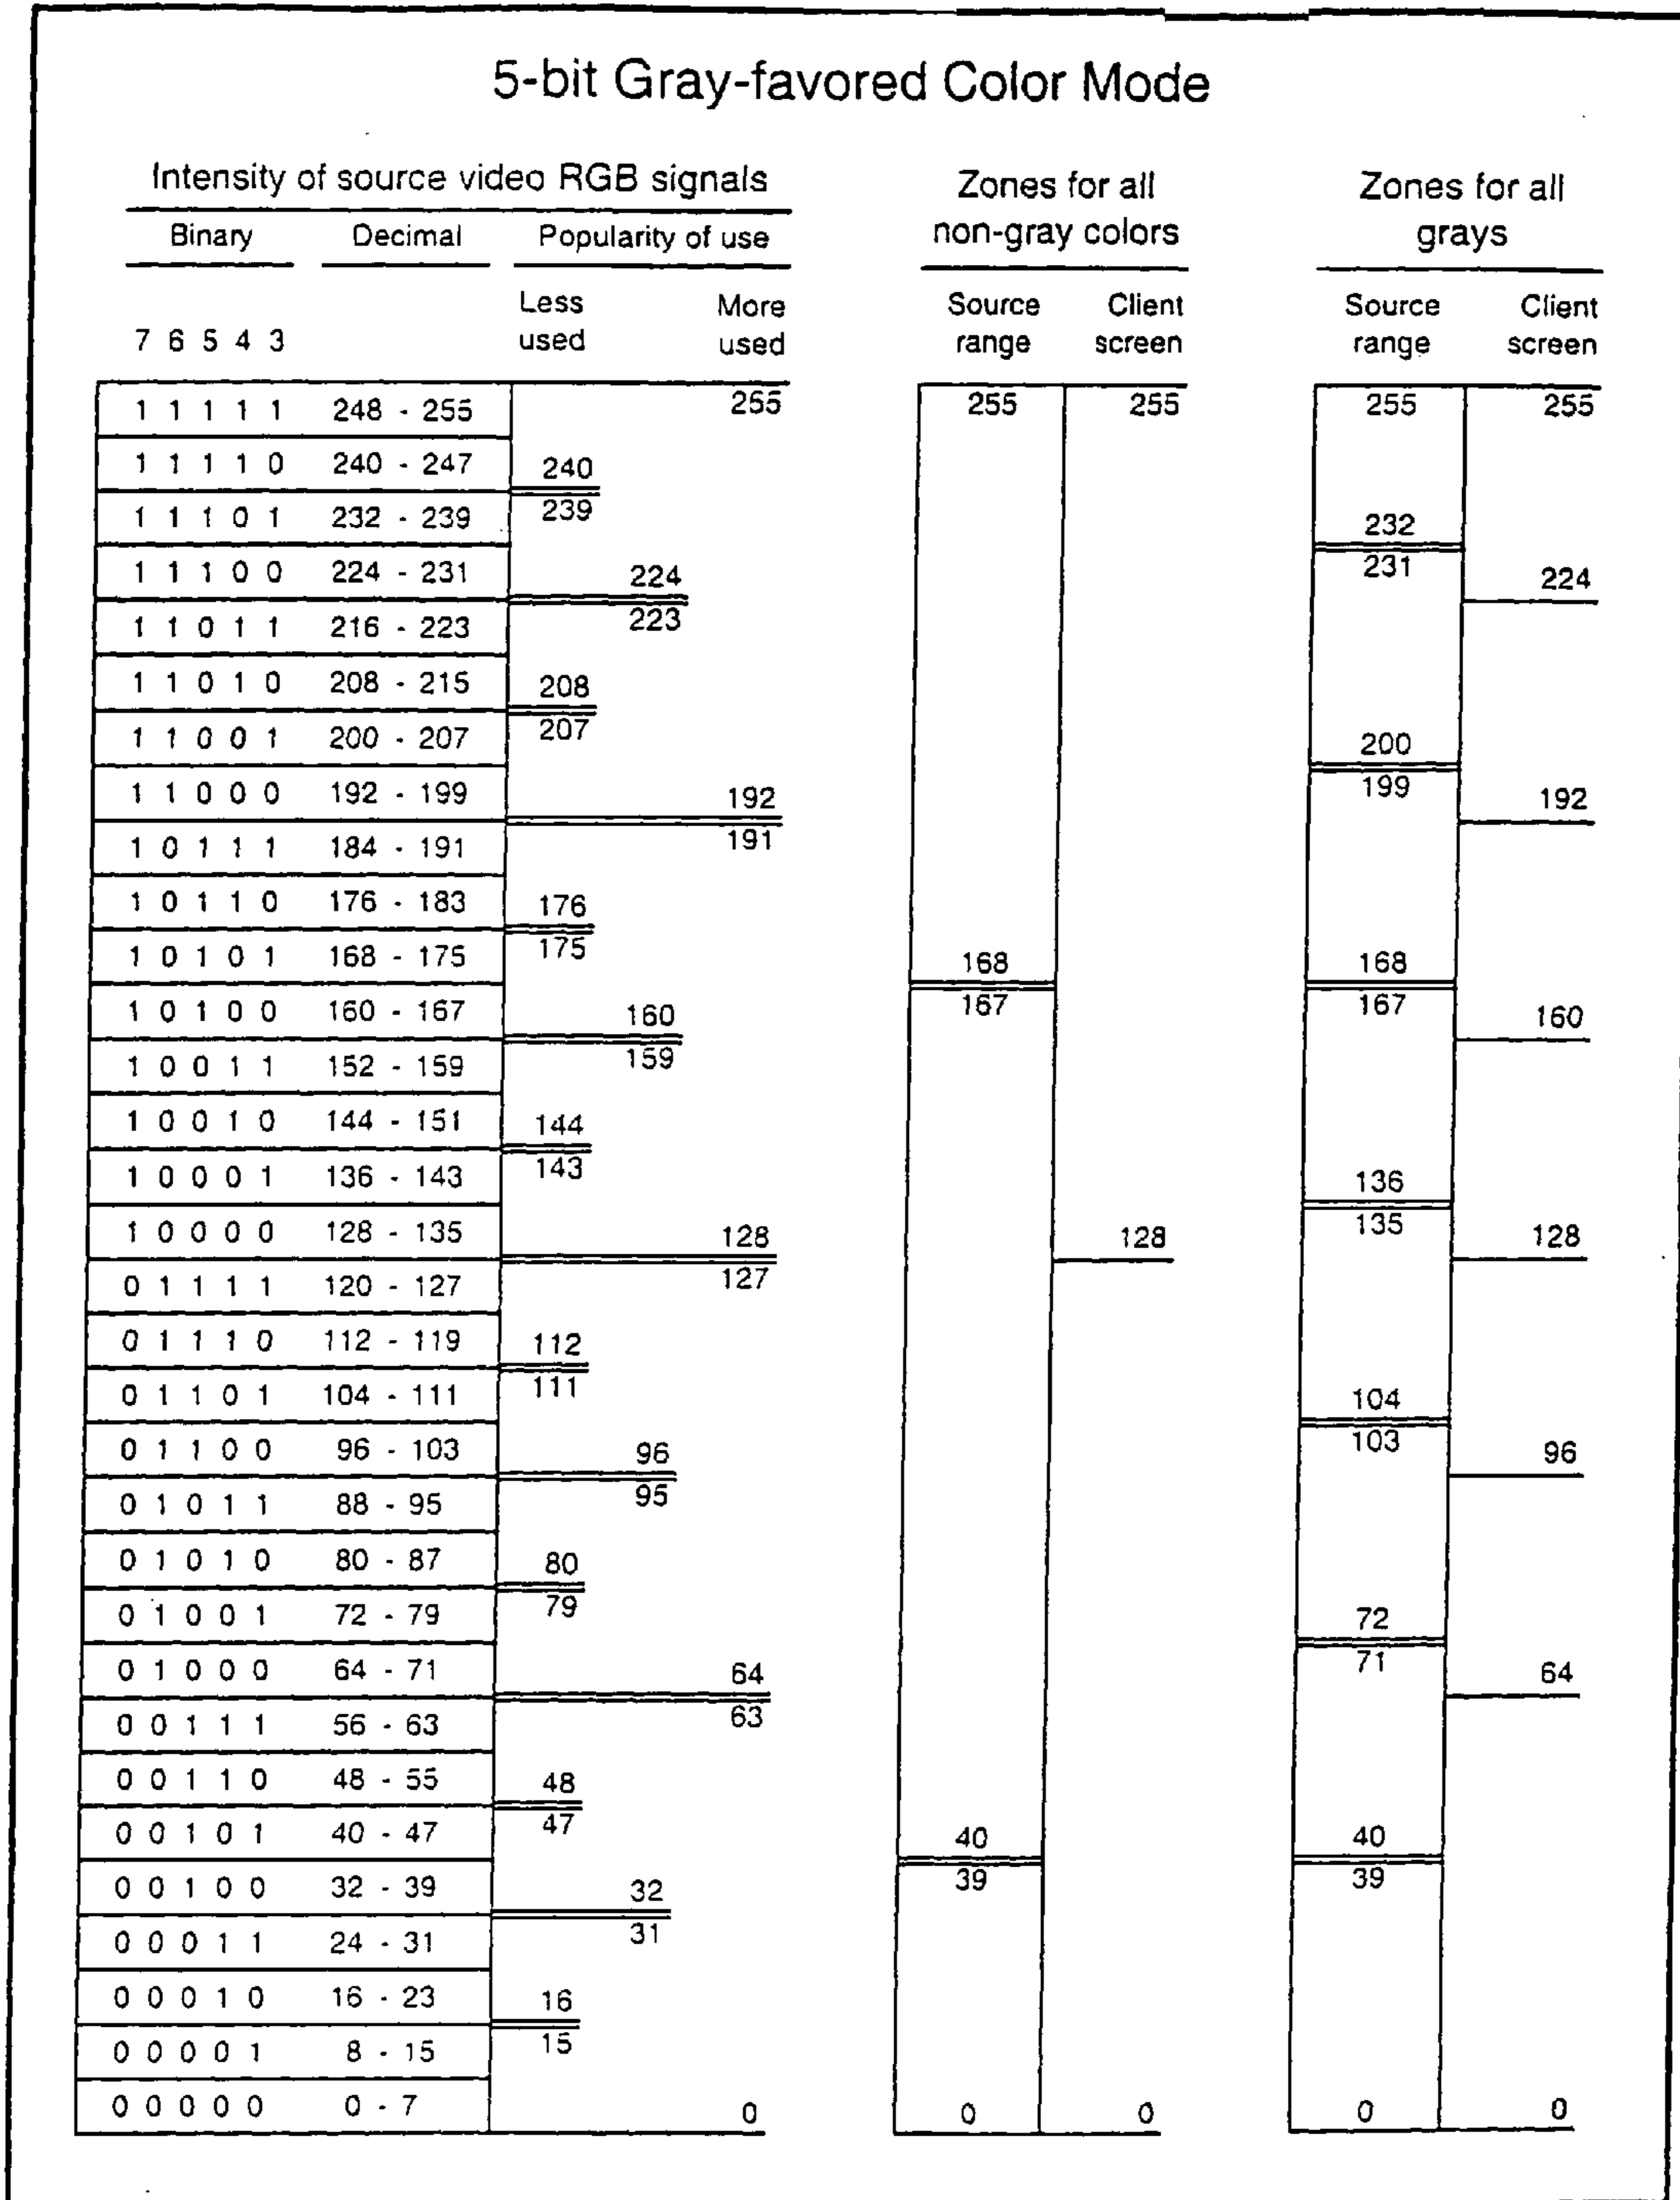 5-bit Gray-favored Color Mode
Intensity of source video RGB signals
Binary Decimal Popularity of use
7 6 5 4 3
Less used
More used
1 1 1 1 1 248 - 255
1 1 1 1 0 240 - 247
1 1 1 0 1 232 - 239
1 1 1 0 0 224 - 231
1 1 0 1 1 216 - 223
1 1 0 1 0 208 - 215
1 1 0 0 1 200 - 207
1 1 0 0 0 192 - 199
1 0 1 1 1 184 - 191
1 0 1 1 0 176 - 183
1 0 1 0 1 168 - 175
1 0 1 0 0 160 - 167
1 0 0 1 1 152 - 159
1 0 0 1 0 144 - 151
1 0 0 0 1 136 - 143
1 0 0 0 0 128 - 135
0 1 1 1 1 120 - 127
0 1 1 1 0 112 - 119
0 1 1 0 1 104 - 111
0 1 1 0 0 96 - 103
0 1 0 1 1 88 - 95
0 1 0 1 0 80 - 87
0 1 0 0 1 72 - 79
0 1 0 0 0 64 - 71
0 0 1 1 1 56 - 63
0 0 1 1 0 48 - 55
0 0 1 0 1 40 - 47
0 0 1 0 0 32 - 39
0 0 0 1 1 24 - 31
0 0 0 1 0 16 - 23
0 0 0 0 1 8 - 15
0 0 0 0 0 0 - 7
255
240
239
224
223
208
207
192
191
176
175
160
159
144
143
128
127
112
111
96
95
80
79
64
63
48
47
32
31
16
15
0
Zones for all
non-gray colors
Source range
Client screen
255 255
168
167
128
40
39
0 0
Zones for all
grays
Source range
Client screen
255 255
232
231
224
200
199
192
168
167
160
136
135
128
104
103
96
72
71
64
40
39
0 0